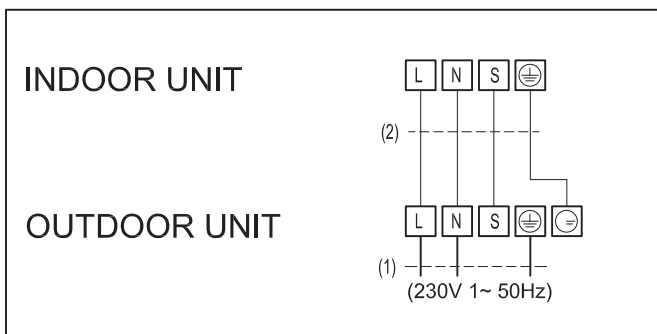 INDOOR UNIT
L N S
(2)
OUTDOOR UNIT
L N S
(1)
(230V 1~ 50Hz)